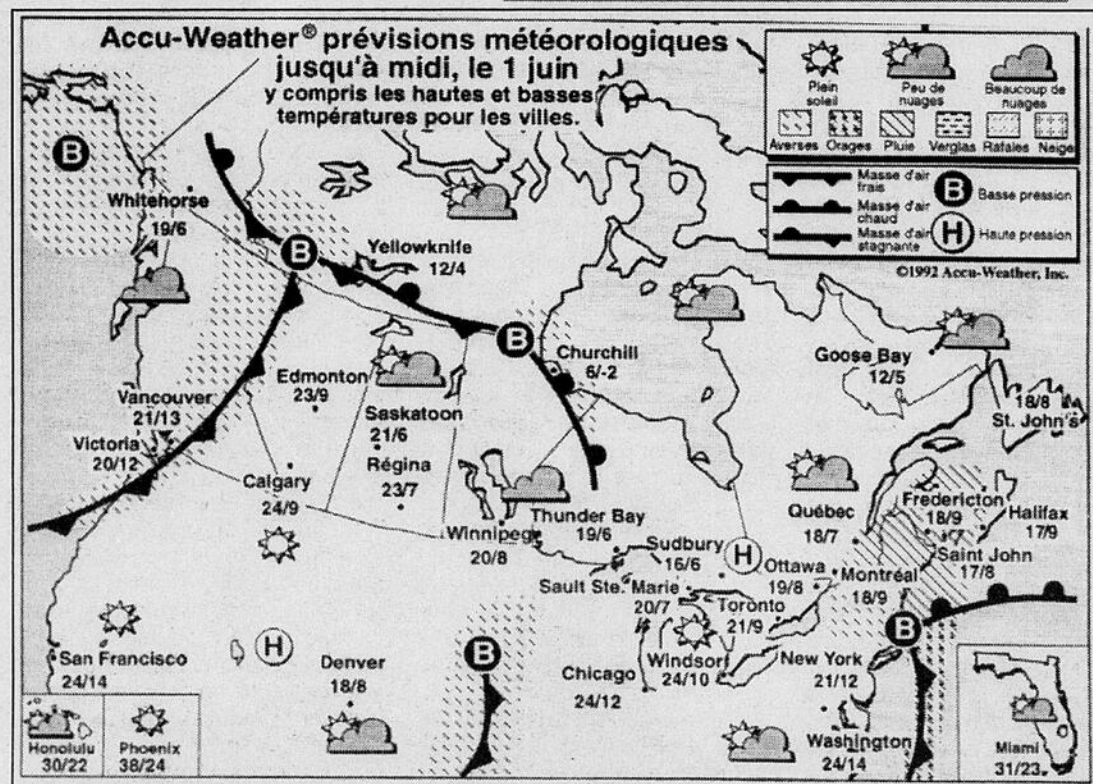 Accu-Weather® prévisions météorologiques
jusqu'à midi, le 1 juin
y compris les hautes et basses
températures pour les villes.
Plein
soleil
Peu de
nuages
Beaucoup de
nuages
Averses Orages Pluie Verglas Rafales Neige
Masse d'air
frais
Masse d'air
chaud
Masse d'air
stagnante
B Basse pression
H Haute pression
©1992 Accu-Weather, Inc.
B
Whitehorse
19/6
B
Yellowknife
12/4
B
Churchill
6/-2
Goose Bay
12/5
18/8
St. John's
Edmonton
23/9
Vancouver
21/13
Saskatoon
21/6
Victoria
20/12
Régina
23/7
Calgary
24/9
Winnipeg
20/8
Thunder Bay
19/6
Sudbury
16/6
H
Québec
18/7
Fredericton
18/9
Halifax
17/9
Saint John
17/8
Ottawa
19/8
Montréal
18/9
Sault Ste. Marie
20/7
Toronto
21/9
B
San Francisco
24/14
H
Denver
18/8
B
Chicago
24/12
Windsor
24/10
New York
21/12
Washington
24/14
Honolulu
30/22
Phoenix
38/24
Miami
31/23